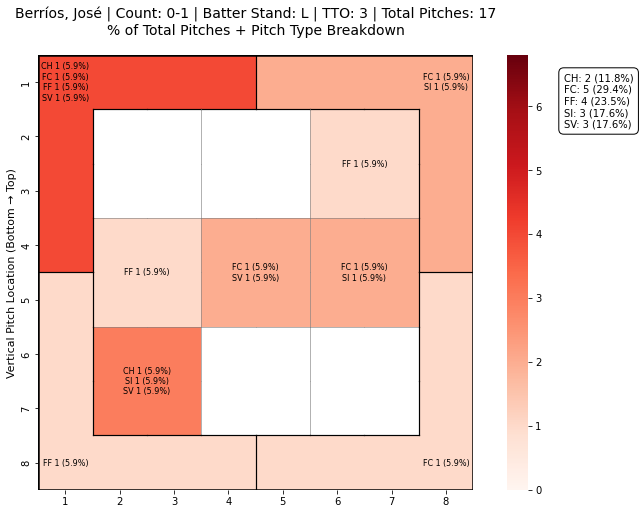 Berríos, José | Count: 0-1 | Batter Stand: L | TTO: 3 | Total Pitches: 17
% of Total Pitches + Pitch Type Breakdown
CH 1 (5.9%)
FC 1 (5.9%)
FF 1 (5.9%)
SV 1 (5.9%)
FC 1 (5.9%)
SI 1 (5.9%)
FF 1 (5.9%)
FF 1 (5.9%)
FC 1 (5.9%)
SV 1 (5.9%)
FC 1 (5.9%)
SI 1 (5.9%)
CH 1 (5.9%)
SI 1 (5.9%)
SV 1 (5.9%)
FF 1 (5.9%)
FC 1 (5.9%)
Vertical Pitch Location (Bottom → Top)
1
2
3
4
5
6
7
8
1
2
3
4
5
6
7
8
6
5
4
3
2
1
0
CH: 2 (11.8%)
FC: 5 (29.4%)
FF: 4 (23.5%)
SI: 3 (17.6%)
SV: 3 (17.6%)